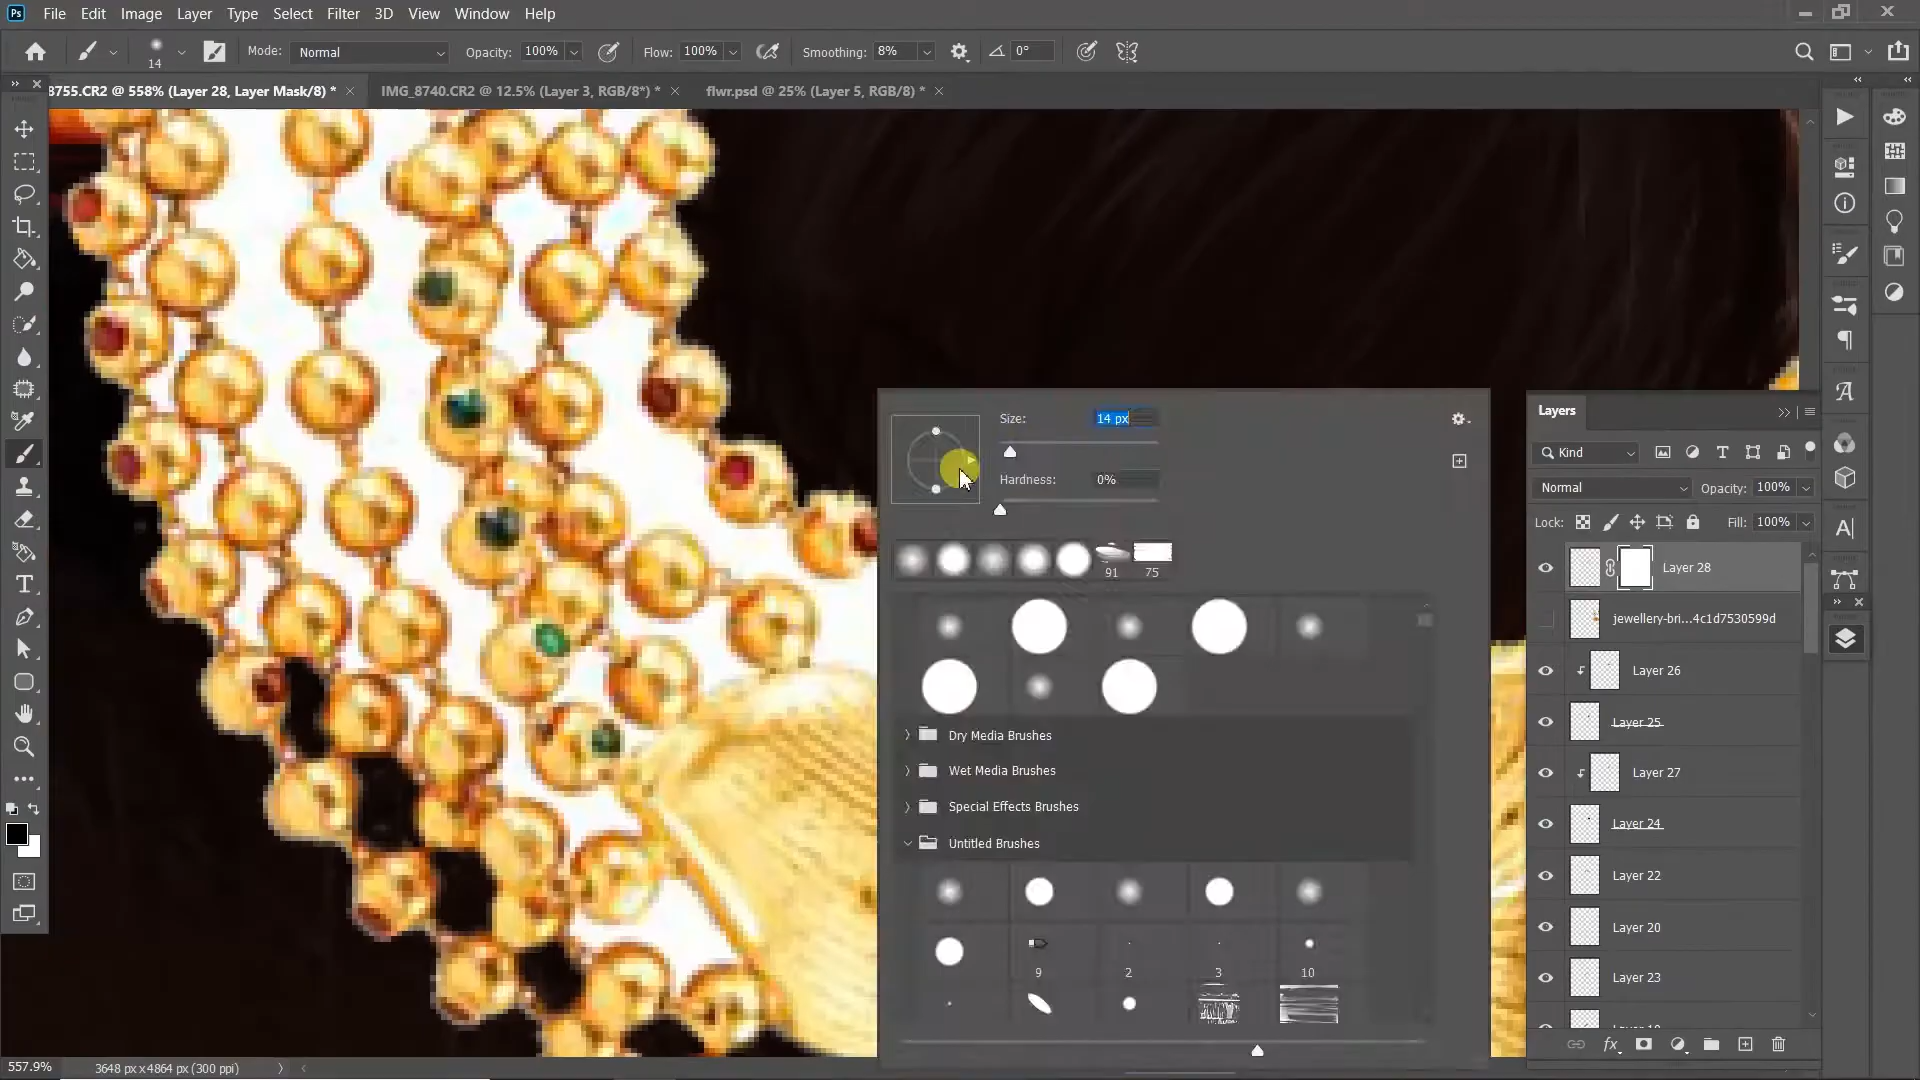 Ps File Edit Image Layer Type Select Filter 3D View Window Help
14 Mode: Normal Opacity: 100% Flow: 100% Smoothing: 8% 0°
8755.CR2 @ 558% (Layer 28, Layer Mask/8) * IMG_8740.CR2 @ 12.5% (Layer 3, RGB/8*) * flwr.psd @ 25% (Layer 5, RGB/8) *
Size: 14 px
Hardness: 0%
91 75
Dry Media Brushes
Wet Media Brushes
Special Effects Brushes
Untitled Brushes
9 2 3 10
Layers
Kind
Normal Opacity: 100%
Lock: Fill: 100%
Layer 28
jewellery-bri...4c1d7530599d
Layer 26
Layer 25
Layer 27
Layer 24
Layer 22
Layer 20
Layer 23
557.9% 3648 px x 4864 px (300 ppi)